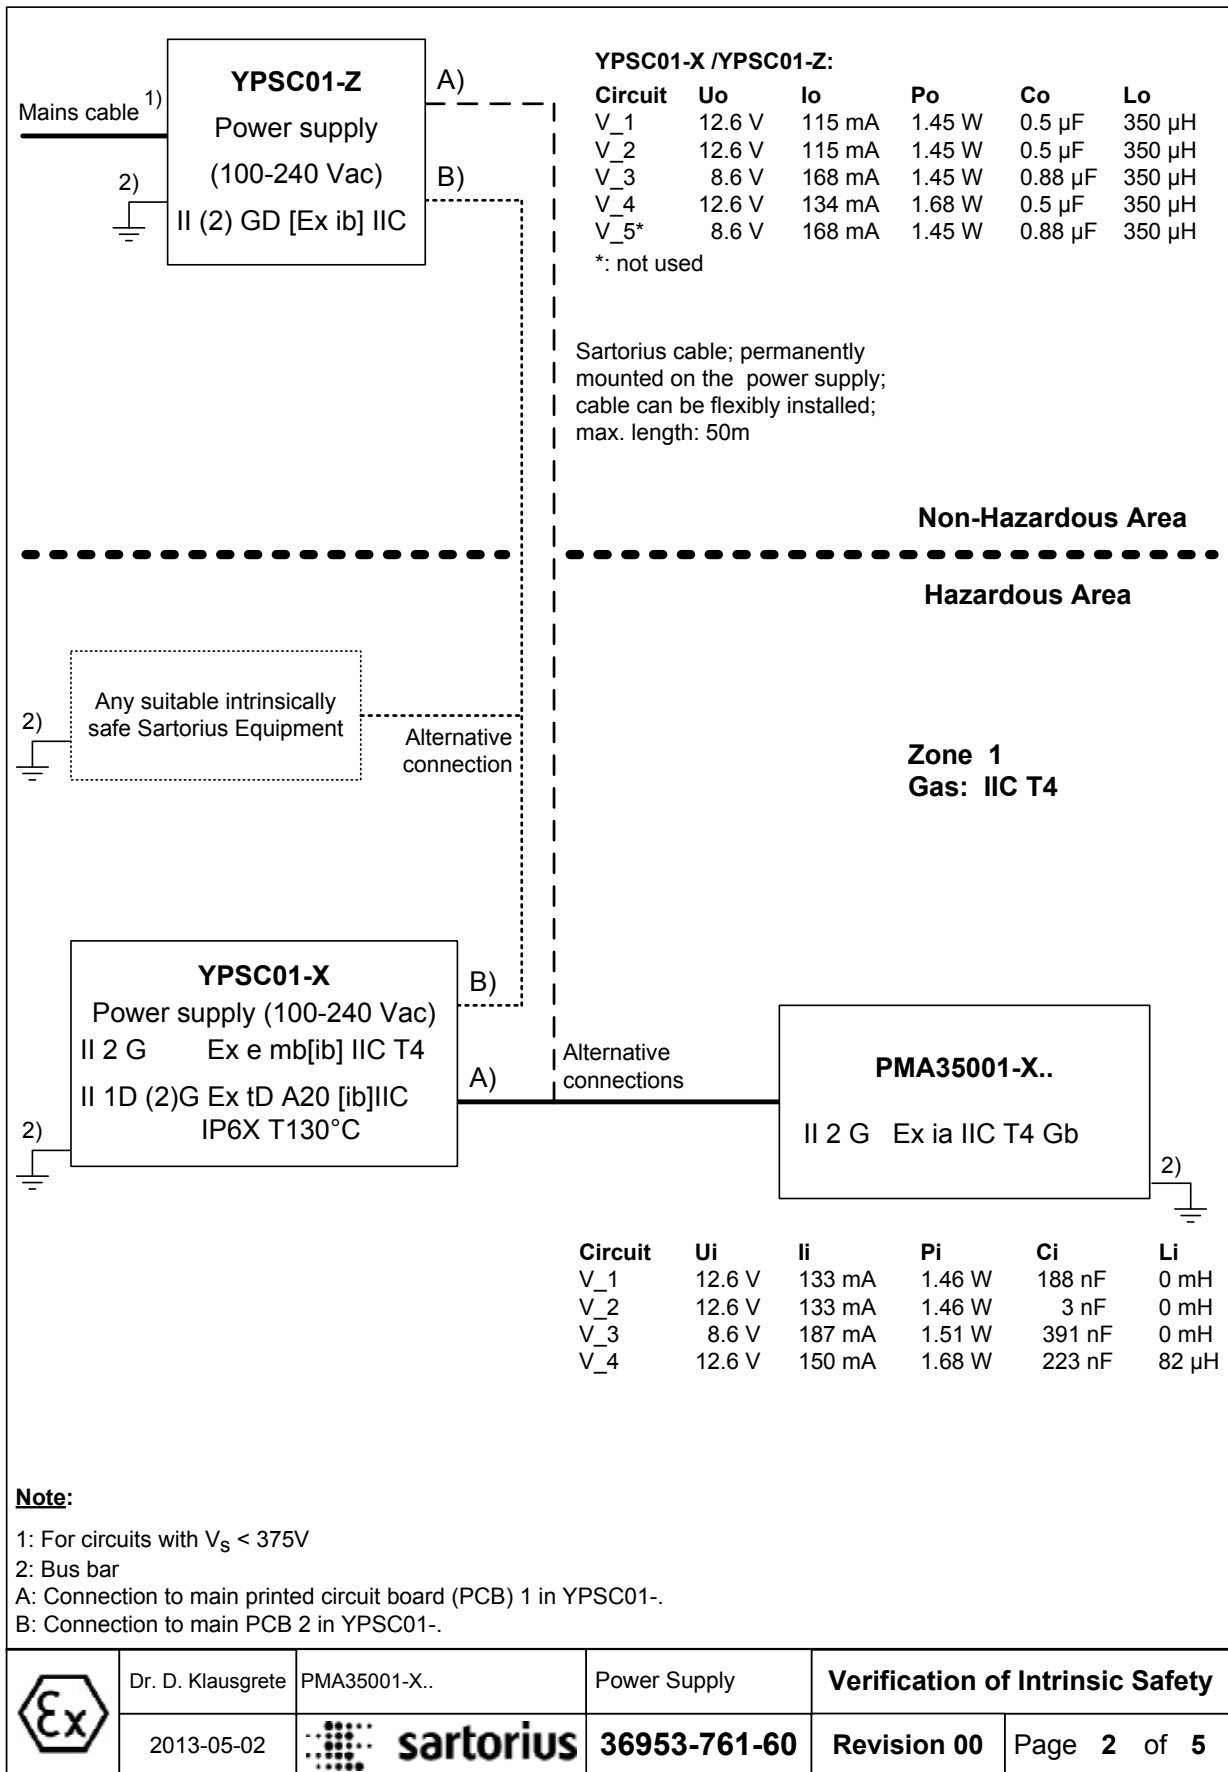 YPSC01-Z
Power supply
(100-240 Vac)
II (2) GD [Ex ib] IIC
Mains cable 1)
2)
A)
B)
YPSC01-X /YPSC01-Z:
Circuit Uo Io Po Co Lo
V_1 12.6 V 115 mA 1.45 W 0.5 µF 350 µH
V_2 12.6 V 115 mA 1.45 W 0.5 µF 350 µH
V_3 8.6 V 168 mA 1.45 W 0.88 µF 350 µH
V_4 12.6 V 134 mA 1.68 W 0.5 µF 350 µH
V_5* 8.6 V 168 mA 1.45 W 0.88 µF 350 µH
*: not used
Sartorius cable; permanently
mounted on the power supply;
cable can be flexibly installed;
max. length: 50m
Non-Hazardous Area
Hazardous Area
Any suitable intrinsically
safe Sartorius Equipment
2)
Alternative
connection
Zone 1
Gas: IIC T4
YPSC01-X
Power supply (100-240 Vac)
II 2 G Ex e mb[ib] IIC T4
II 1D (2)G Ex tD A20 [ib]IIC
IP6X T130°C
2)
B)
A)
Alternative
connections
PMA35001-X..
II 2 G Ex ia IIC T4 Gb
2)
Circuit Ui Ii Pi Ci Li
V_1 12.6 V 133 mA 1.46 W 188 nF 0 mH
V_2 12.6 V 133 mA 1.46 W 3 nF 0 mH
V_3 8.6 V 187 mA 1.51 W 391 nF 0 mH
V_4 12.6 V 150 mA 1.68 W 223 nF 82 µH
Note:
1: For circuits with Vs < 375V
2: Bus bar
A: Connection to main printed circuit board (PCB) 1 in YPSC01-.
B: Connection to main PCB 2 in YPSC01-.
Ex
Dr. D. Klausgrete PMA35001-X.. Power Supply Verification of Intrinsic Safety
2013-05-02 sartorius 36953-761-60 Revision 00 Page 2 of 5